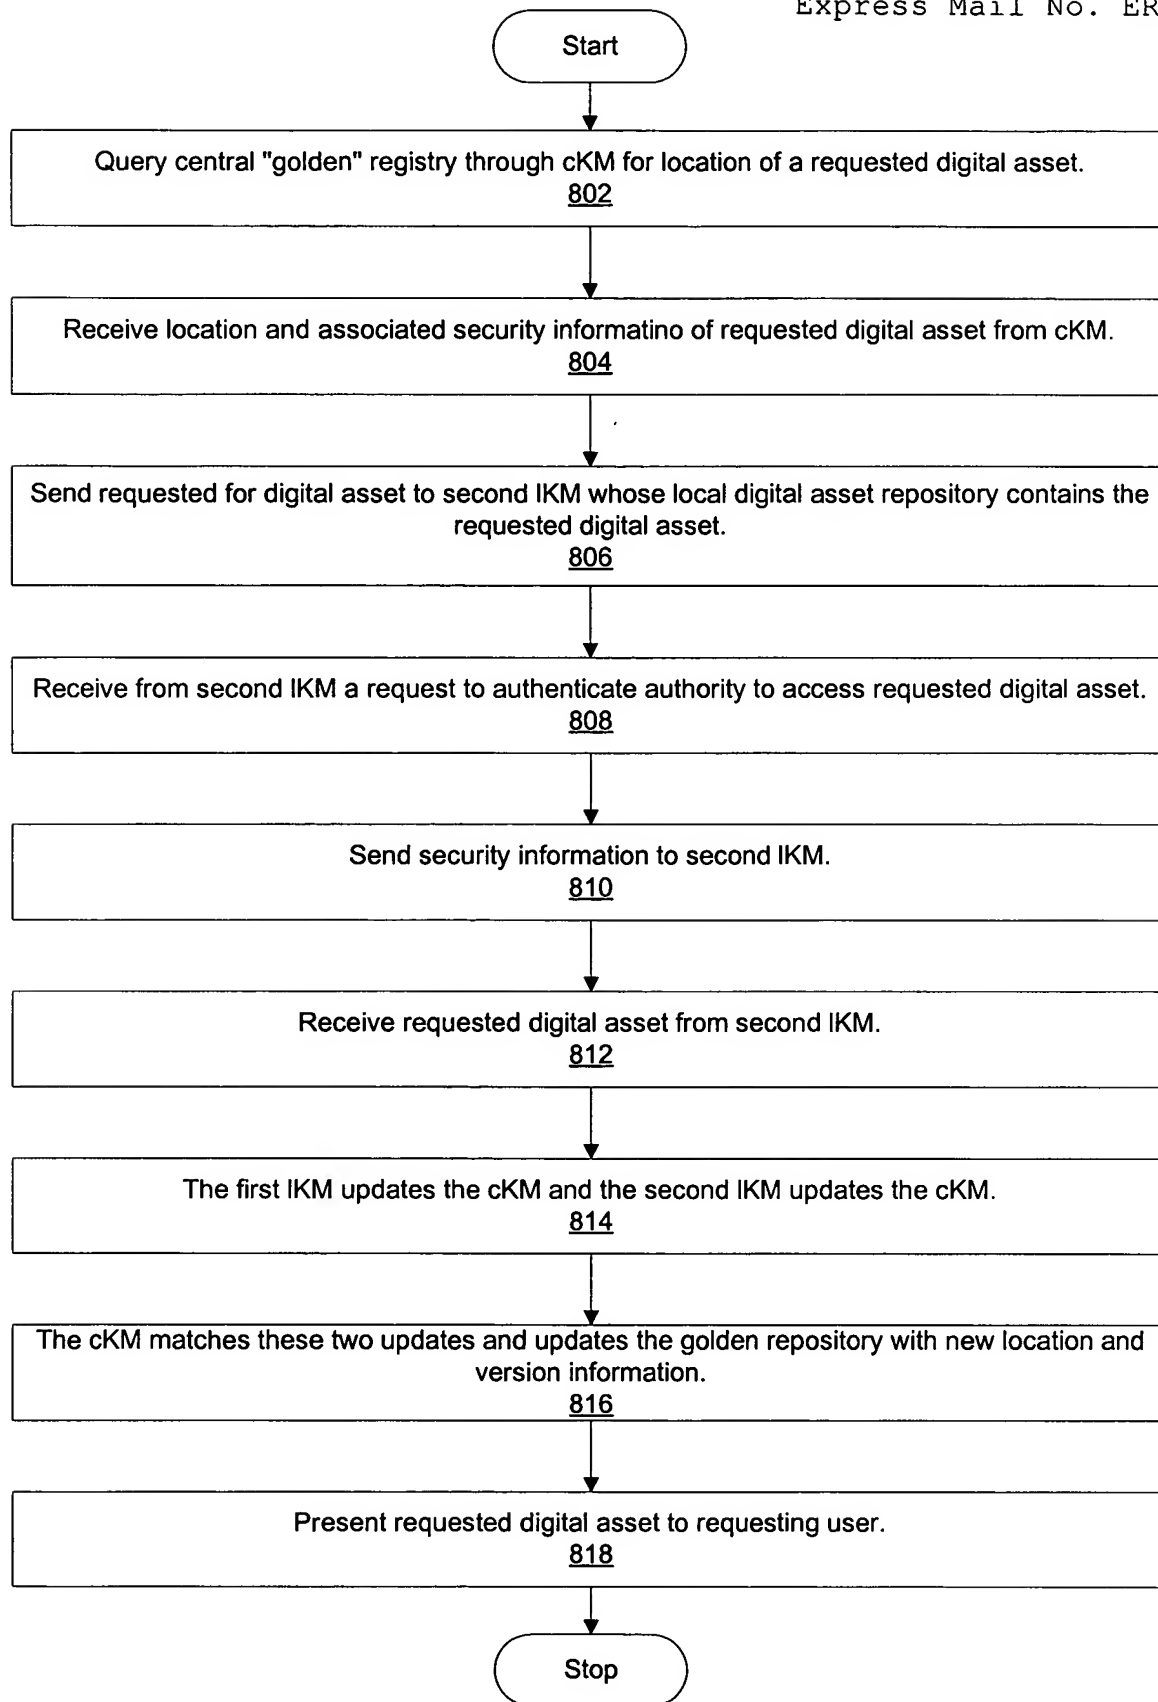 Express Mail No. ER
Start
Query central "golden" registry through cKM for location of a requested digital asset.
802
Receive location and associated security informatino of requested digital asset from cKM.
804
Send requested for digital asset to second lKM whose local digital asset repository contains the
requested digital asset.
806
Receive from second lKM a request to authenticate authority to access requested digital asset.
808
Send security information to second lKM.
810
Receive requested digital asset from second lKM.
812
The first lKM updates the cKM and the second lKM updates the cKM.
814
The cKM matches these two updates and updates the golden repository with new location and
version information.
816
Present requested digital asset to requesting user.
818
Stop